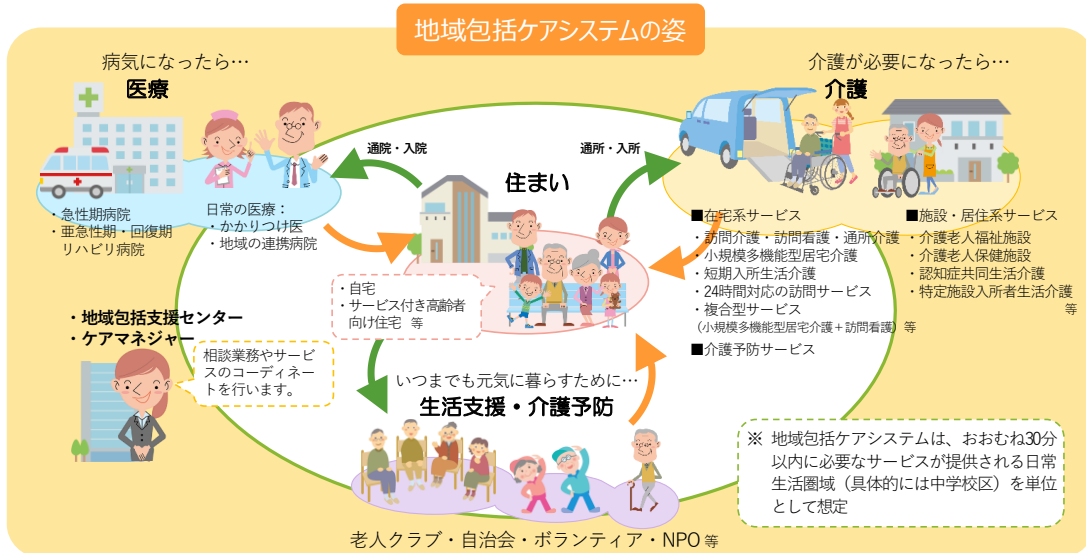 地域包括ケアシステムの姿
病気になったら…
医療
介護が必要になったら…
介護
通院・入院
通所・入所
住まい
・急性期病院
・亜急性期・回復期
リハビリ病院
日常の医療：
・かかりつけ医
・地域の連携病院
■在宅系サービス
・訪問介護・訪問看護・通所介護
・小規模多機能型居宅介護
・短期入所生活介護
・24時間対応の訪問サービス
・複合型サービス
（小規模多機能型居宅介護＋訪問看護）等
■介護予防サービス
■施設・居住系サービス
・介護老人福祉施設
・介護老人保健施設
・認知症共同生活介護
・特定施設入所者生活介護
等
・自宅
・サービス付き高齢者
向け住宅 等
・地域包括支援センター
・ケアマネジャー
相談業務やサービ
スのコーディネー
トを行います。
いつまでも元気に暮らすために…
生活支援・介護予防
※ 地域包括ケアシステムは、おおむね30分
以内に必要なサービスが提供される日常
生活圏域（具体的には中学校区）を単位
として想定
老人クラブ・自治会・ボランティア・NPO 等